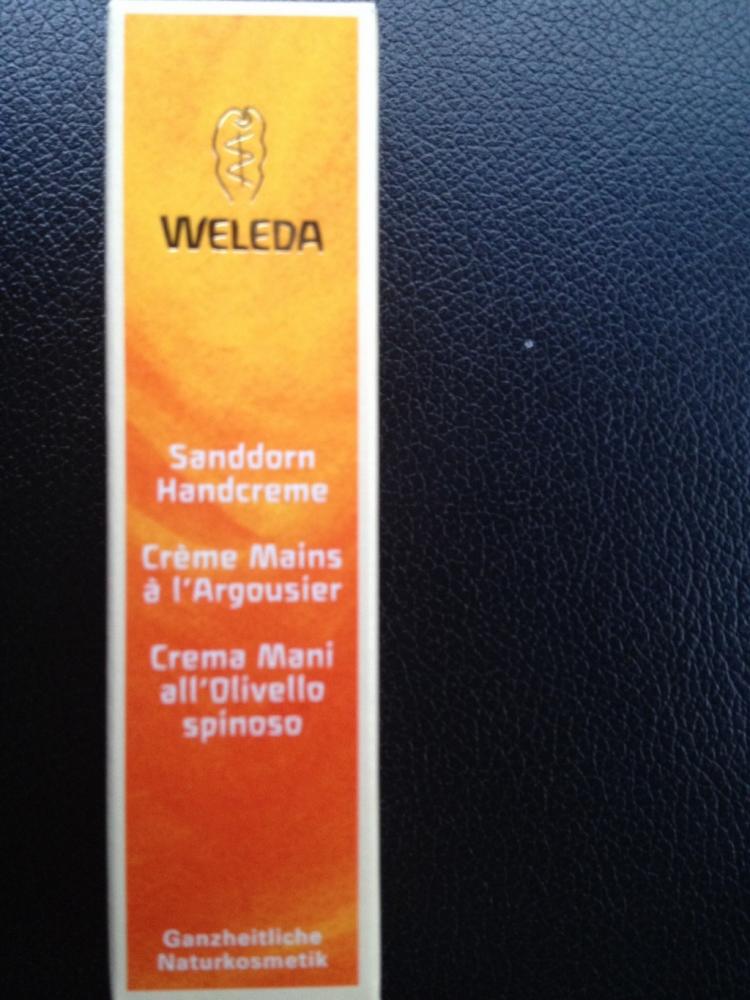 WELEDA
Sanddorn
Handcreme
Crème Mains
à l'Argousier
Crema Mani
all'Olivello
spinoso
Ganzheitliche
Naturkosmetik